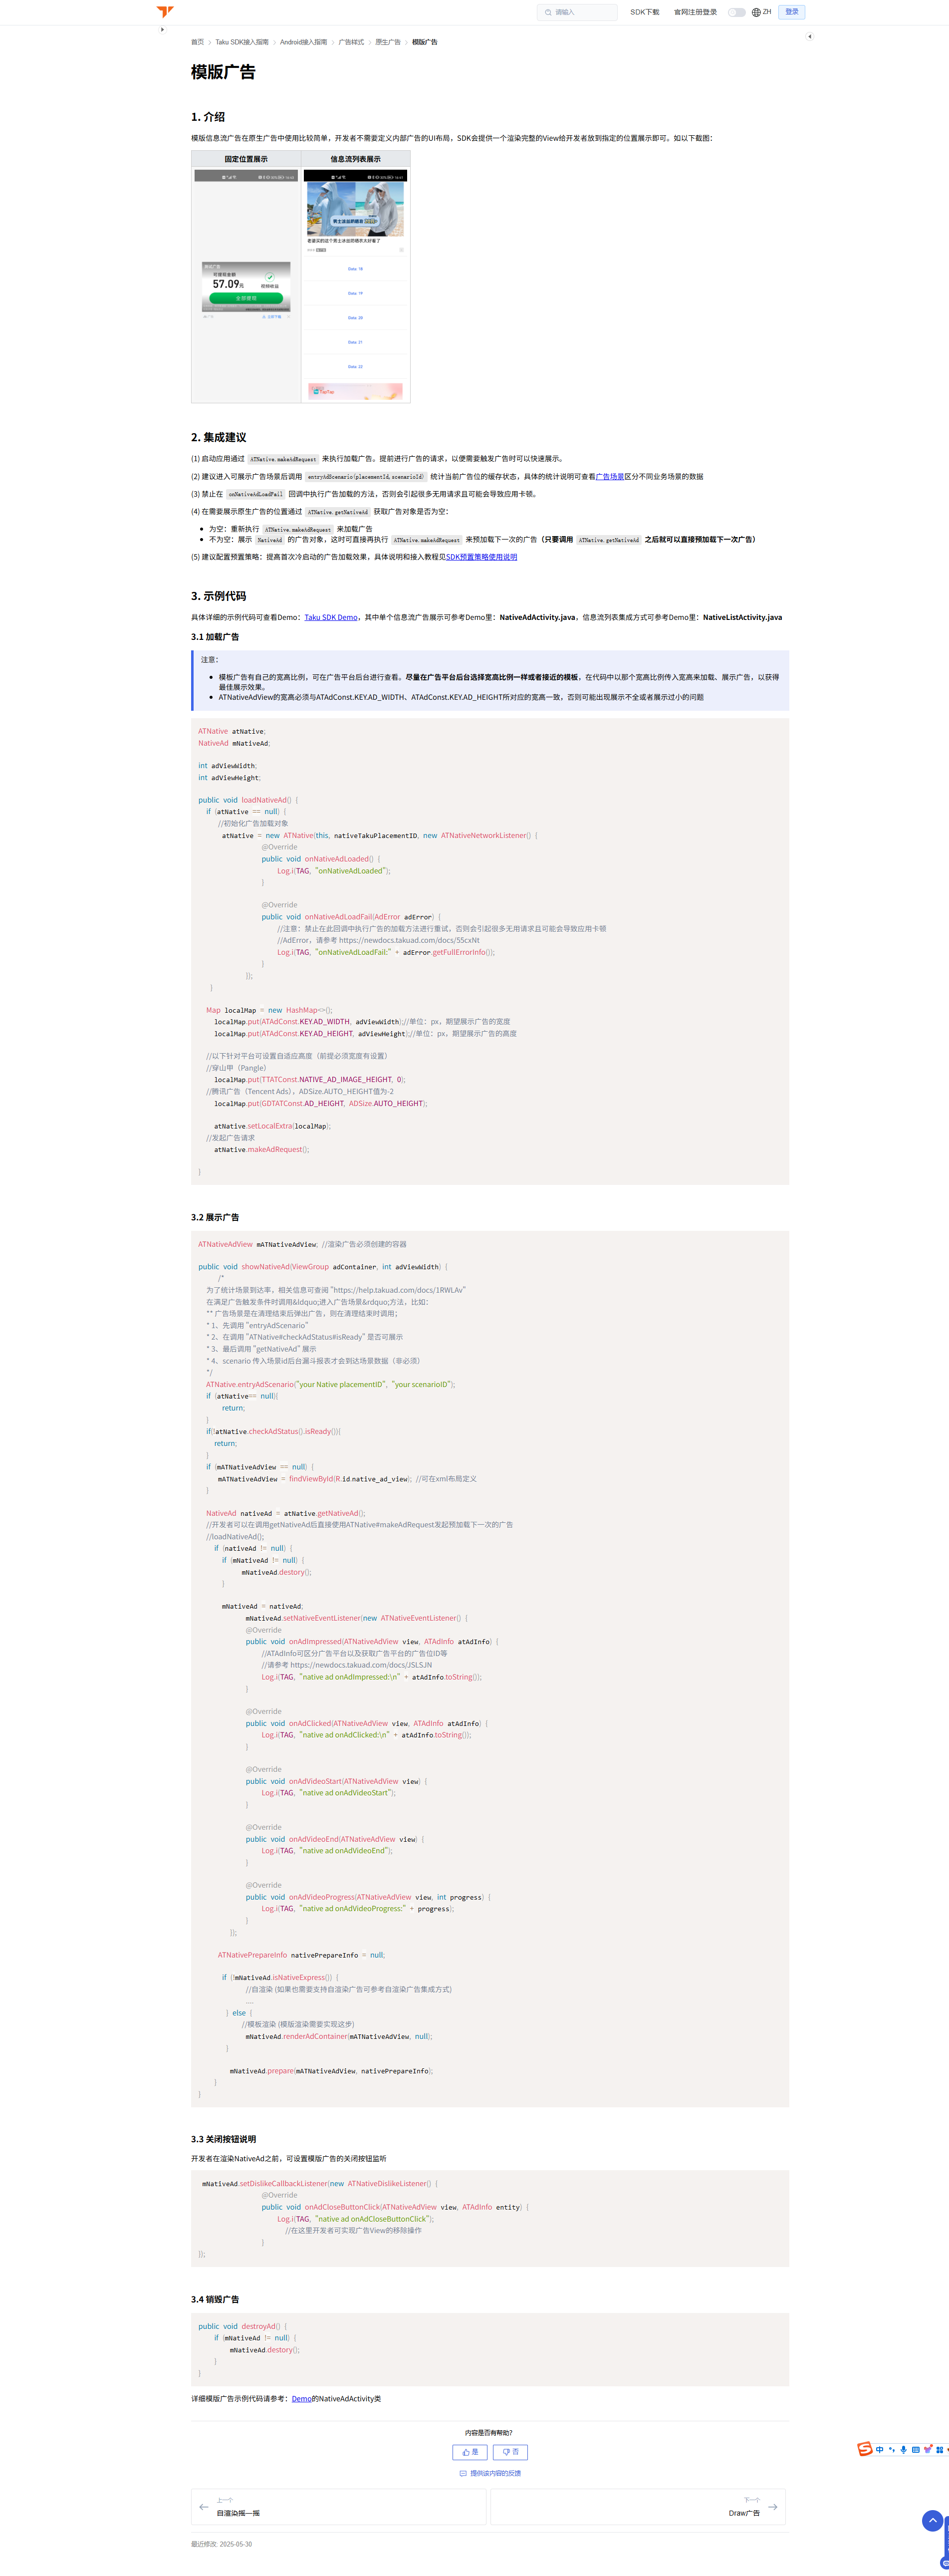 请输入 SDK下载 官网注册登录 ZH 登录
首页 > Taku SDK接入指南 > Android接入指南 > 广告样式 > 原生广告 > 模版广告
模版广告
1. 介绍
模版信息流广告在原生广告中使用比较简单，开发者不需要定义内部广告的UI布局，SDK会提供一个渲染完整的View给开发者放到指定的位置展示即可。如以下截图：
固定位置展示 信息流列表展示
可提现金额
57.09元
Data 18
Data 19
Data 20
Data 21
Data 22
2. 集成建议
(1) 启动应用通过 ATNative.makeAdRequest 来执行加载广告。提前进行广告的请求，以便需要触发广告时可以快速展示。
(2) 建议进入可展示广告场景后调用 entryAdScenario(placementId,scenarioId) 统计当前广告位的缓存状态，具体的统计说明可查看广告场景区分不同业务场景的数据
(3) 禁止在 onNativeAdLoadFail 回调中执行广告加载的方法，否则会引起很多无用请求且可能会导致应用卡顿。
(4) 在需要展示原生广告的位置通过 ATNative.getNativeAd 获取广告对象是否为空：
为空：重新执行 ATNative.makeAdRequest 来加载广告
不为空：展示 NativeAd 的广告对象，这时可直接再执行 ATNative.makeAdRequest 来预加载下一次的广告（只要调用 ATNative.getNativeAd 之后就可以直接预加载下一次广告）
(5) 建议配置预置策略：提高首次冷启动的广告加载效果，具体说明和接入教程见SDK预置策略使用说明
3. 示例代码
具体详细的示例代码可查看Demo：Taku SDK Demo，其中单个信息流广告展示可参考Demo里：NativeAdActivity.java，信息流列表集成方式可参考Demo里：NativeListActivity.java
3.1 加载广告
注意：
模板广告有自己的宽高比例，可在广告平台后台进行查看。尽量在广告平台后台选择宽高比例一样或者接近的模板，在代码中以那个宽高比例传入宽高来加载、展示广告，以获得
最佳展示效果。
ATNativeAdView的宽高必须与ATAdConst.KEY.AD_WIDTH、ATAdConst.KEY.AD_HEIGHT所对应的宽高一致，否则可能出现展示不全或者展示过小的问题
ATNative atNative;
NativeAd mNativeAd;
int adViewWidth;
int adViewHeight;
public void loadNativeAd() {
if (atNative == null) {
//初始化广告加载对象
atNative = new ATNative(this, nativeTakuPlacementID, new ATNativeNetworkListener() {
@Override
public void onNativeAdLoaded() {
Log.i(TAG, "onNativeAdLoaded");
}
@Override
public void onNativeAdLoadFail(AdError adError) {
//注意：禁止在此回调中执行广告的加载方法进行重试，否则会引起很多无用请求且可能会导致应用卡顿
//AdError，请参考 https://newdocs.takuad.com/docs/55cxNt
Log.i(TAG, "onNativeAdLoadFail:" + adError.getFullErrorInfo());
}
});
}
Map localMap = new HashMap<>();
localMap.put(ATAdConst.KEY.AD_WIDTH, adViewWidth);//单位：px，期望展示广告的宽度
localMap.put(ATAdConst.KEY.AD_HEIGHT, adViewHeight);//单位：px，期望展示广告的高度
//以下针对平台可设置自适应高度（前提必须宽度有设置）
//穿山甲（Pangle）
localMap.put(TTATConst.NATIVE_AD_IMAGE_HEIGHT, 0);
//腾讯广告（Tencent Ads），ADSize.AUTO_HEIGHT值为-2
localMap.put(GDTATConst.AD_HEIGHT, ADSize.AUTO_HEIGHT);
atNative.setLocalExtra(localMap);
//发起广告请求
atNative.makeAdRequest();
}
3.2 展示广告
ATNativeAdView mATNativeAdView; //渲染广告必须创建的容器
public void showNativeAd(ViewGroup adContainer, int adViewWidth) {
/*
为了统计场景到达率，相关信息可查阅 "https://help.takuad.com/docs/1RWLAv"
在满足广告触发条件时调用&ldquo;进入广告场景&rdquo;方法，比如：
** 广告场景是在清理结束后弹出广告，则在清理结束时调用；
* 1、先调用 "entryAdScenario"
* 2、在调用 "ATNative#checkAdStatus#isReady" 是否可展示
* 3、最后调用 "getNativeAd" 展示
* 4、scenario 传入场景id后台漏斗报表才会到达场景数据（非必须）
*/
ATNative.entryAdScenario("your Native placementID", "your scenarioID");
if (atNative== null){
return;
}
if(!atNative.checkAdStatus().isReady()){
return;
}
if (mATNativeAdView == null) {
mATNativeAdView = findViewById(R.id.native_ad_view); //可在xml布局定义
}
NativeAd nativeAd = atNative.getNativeAd();
//开发者可以在调用getNativeAd后直接使用ATNative#makeAdRequest发起预加载下一次的广告
//loadNativeAd();
if (nativeAd != null) {
if (mNativeAd != null) {
mNativeAd.destory();
}
mNativeAd = nativeAd;
mNativeAd.setNativeEventListener(new ATNativeEventListener() {
@Override
public void onAdImpressed(ATNativeAdView view, ATAdInfo atAdInfo) {
//ATAdInfo可区分广告平台以及获取广告平台的广告位ID等
//请参考 https://newdocs.takuad.com/docs/JSLSJN
Log.i(TAG, "native ad onAdImpressed:\n" + atAdInfo.toString());
}
@Override
public void onAdClicked(ATNativeAdView view, ATAdInfo atAdInfo) {
Log.i(TAG, "native ad onAdClicked:\n" + atAdInfo.toString());
}
@Override
public void onAdVideoStart(ATNativeAdView view) {
Log.i(TAG, "native ad onAdVideoStart");
}
@Override
public void onAdVideoEnd(ATNativeAdView view) {
Log.i(TAG, "native ad onAdVideoEnd");
}
@Override
public void onAdVideoProgress(ATNativeAdView view, int progress) {
Log.i(TAG, "native ad onAdVideoProgress:" + progress);
}
});
ATNativePrepareInfo nativePrepareInfo = null;
if (!mNativeAd.isNativeExpress()) {
//自渲染 (如果也需要支持自渲染广告可参考自渲染广告集成方式)
....
} else {
//模板渲染 (模版渲染需要实现这步)
mNativeAd.renderAdContainer(mATNativeAdView, null);
}
mNativeAd.prepare(mATNativeAdView, nativePrepareInfo);
}
}
3.3 关闭按钮说明
开发者在渲染NativeAd之前，可设置模版广告的关闭按钮监听
mNativeAd.setDislikeCallbackListener(new ATNativeDislikeListener() {
@Override
public void onAdCloseButtonClick(ATNativeAdView view, ATAdInfo entity) {
Log.i(TAG, "native ad onAdCloseButtonClick");
//在这里开发者可实现广告View的移除操作
}
});
3.4 销毁广告
public void destroyAd() {
if (mNativeAd != null) {
mNativeAd.destory();
}
}
详细模版广告示例代码请参考：Demo的NativeAdActivity类
内容是否有帮助?
是 否
提供该内容的反馈
上一个 下一个
自渲染摇一摇 Draw广告
最近修改: 2025-05-30
中